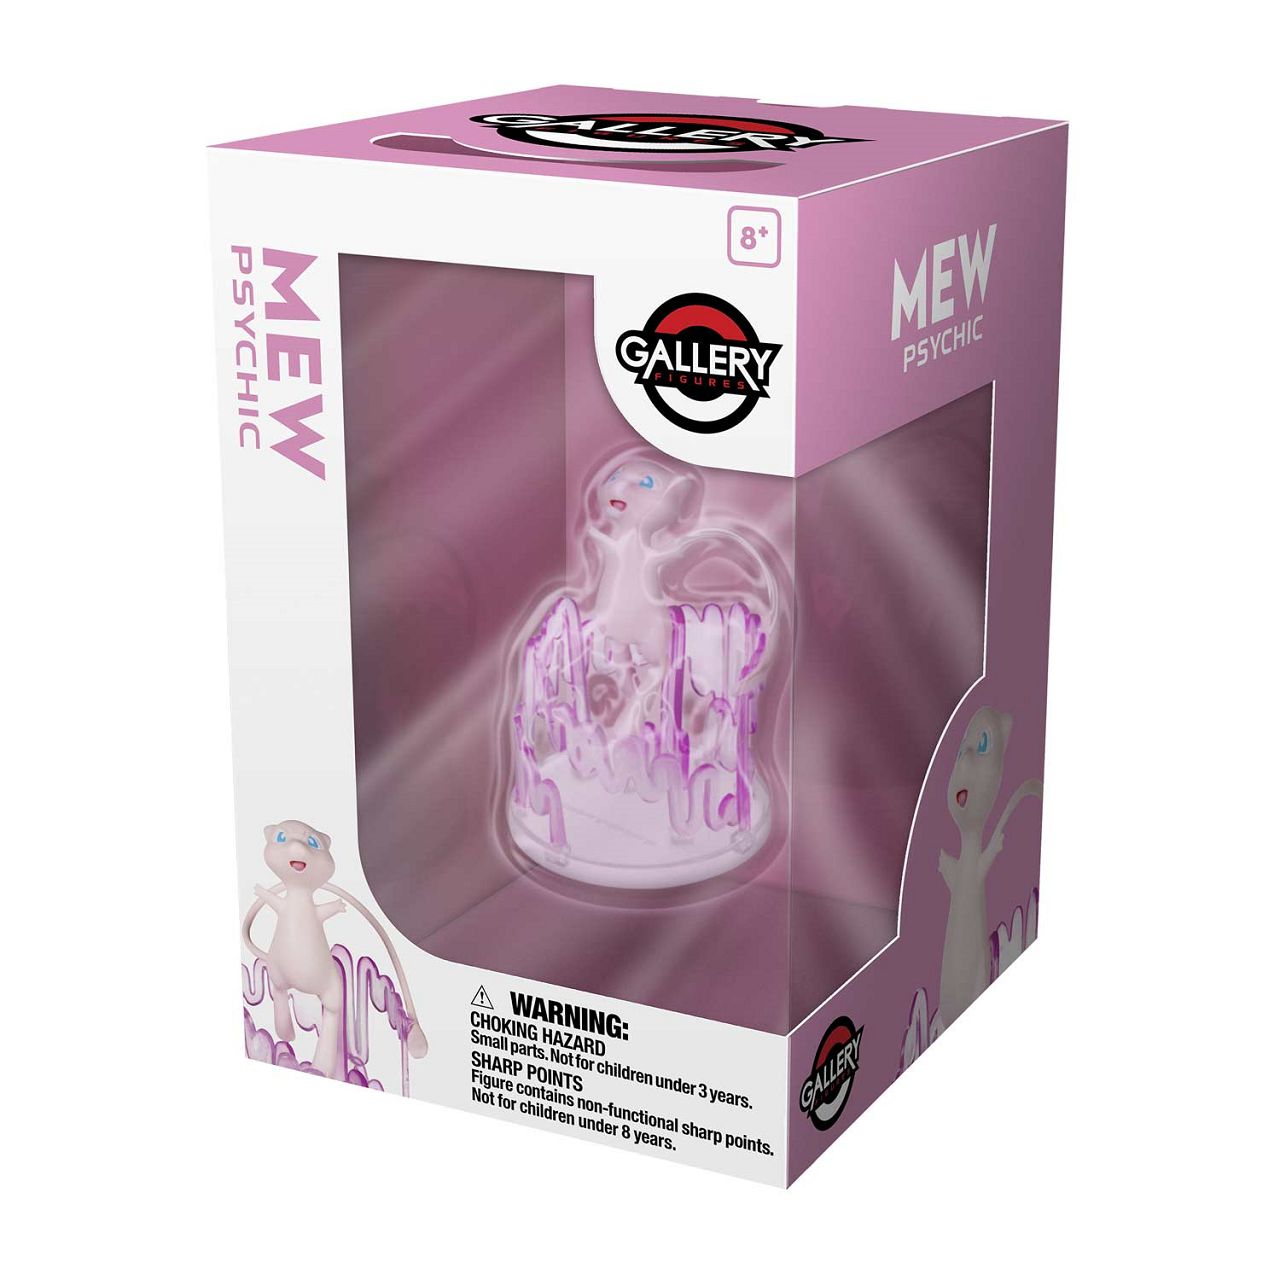 GALLERY
8+
GALLERY
FIGURES
MEW
PSYCHIC
MEW
PSYCHIC
WARNING:
CHOKING HAZARD
Small parts. Not for children under 3 years.
SHARP POINTS
Figure contains non-functional sharp points.
Not for children under 8 years.
GALLERY
FIGURES